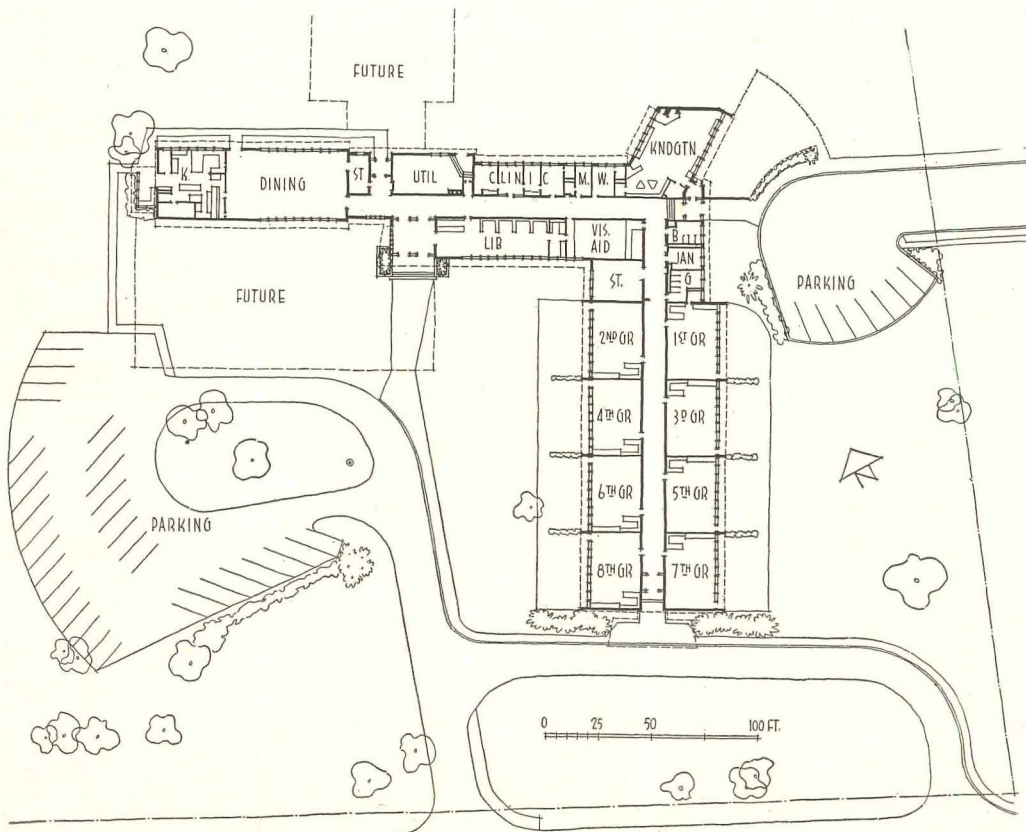 FUTURE
KNDGTN
K.
DINING
ST
UTIL
CLINIC
M.
W.
LIB
VIS.
AID
B
JAN
G
ST.
FUTURE
PARKING
2ND GR
1ST GR
4TH GR
3D GR
6TH GR
5TH GR
PARKING
8TH GR
7TH GR
0 25 50 100 FT.